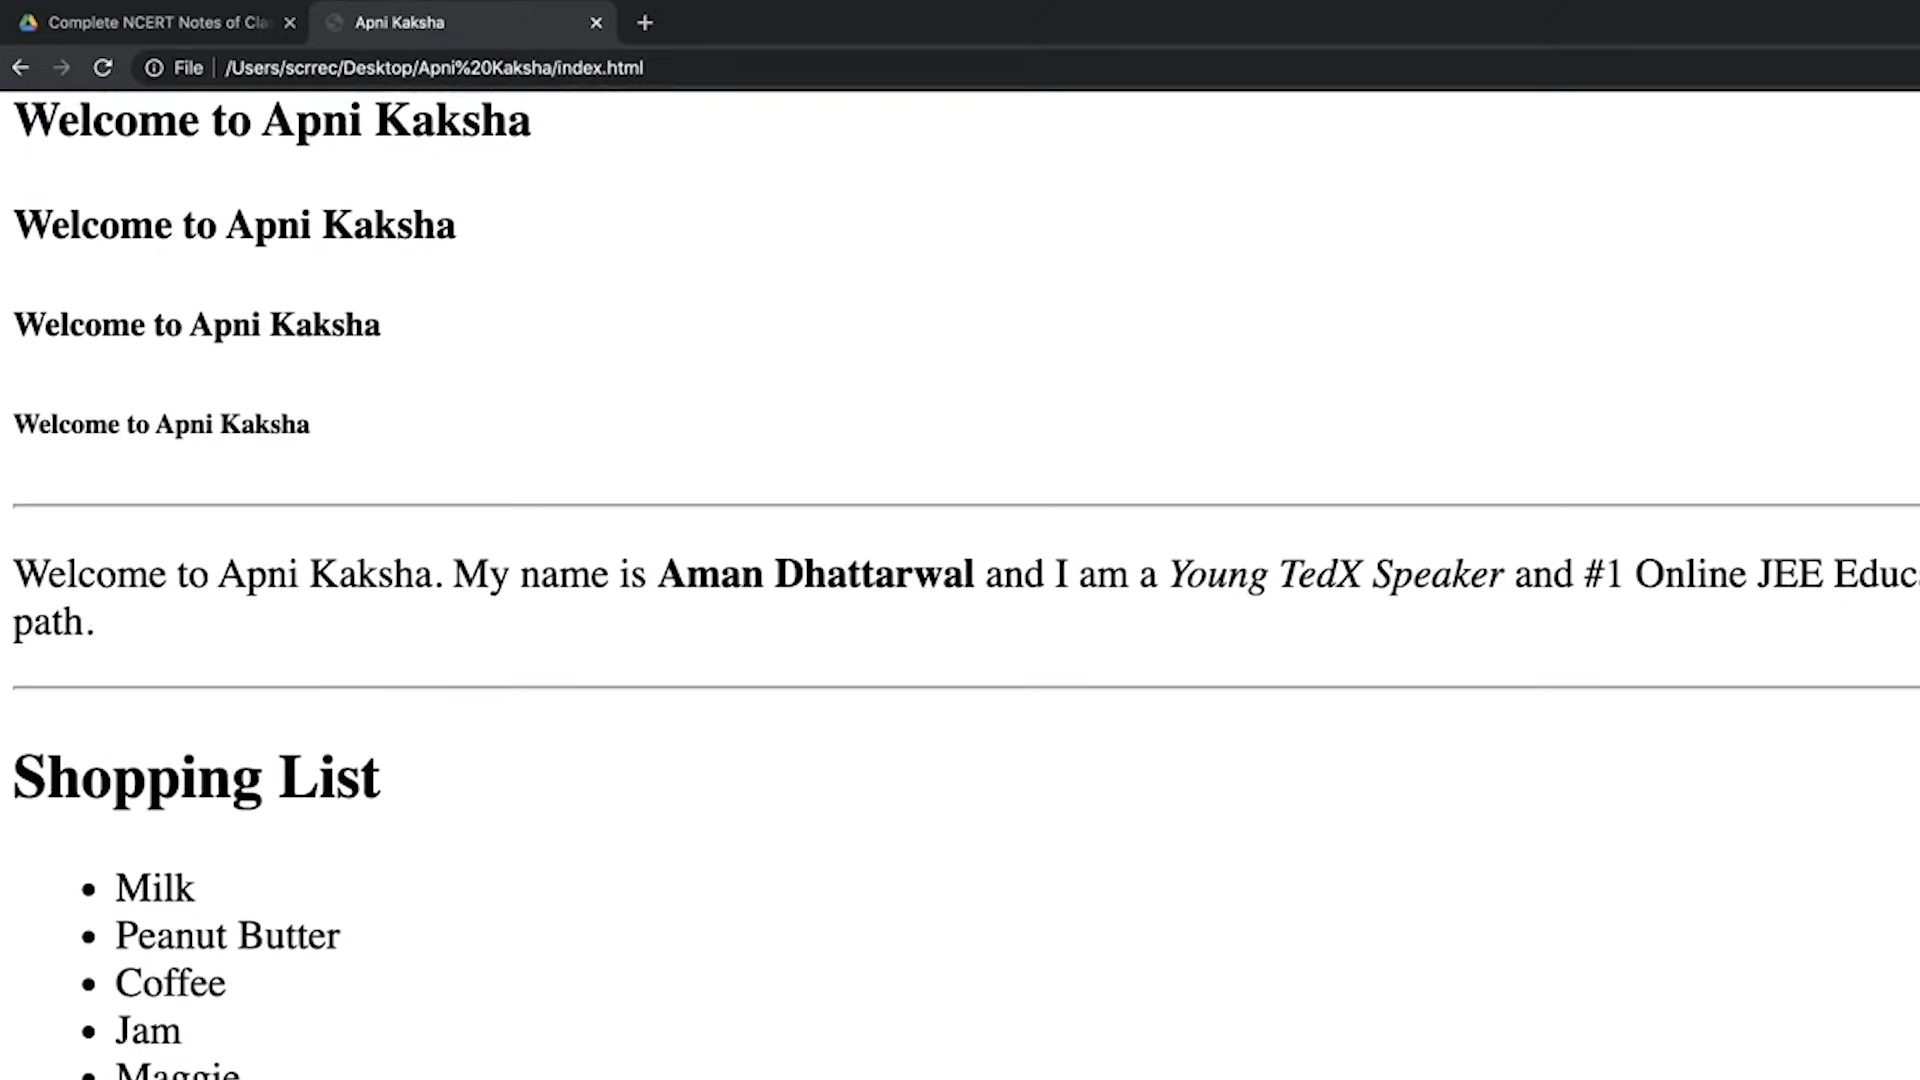 Complete NCERT Notes of Cla
Apni Kaksha
File
/Users/scrrec/Desktop/Apni%20Kaksha/index.html
Welcome to Apni Kaksha
Welcome to Apni Kaksha
Welcome to Apni Kaksha
Welcome to Apni Kaksha
Welcome to Apni Kaksha. My name is Aman Dhattarwal and I am a Young TedX Speaker and #1 Online JEE Educ
path.
Shopping List
Milk
Peanut Butter
Coffee
Jam
Maggie